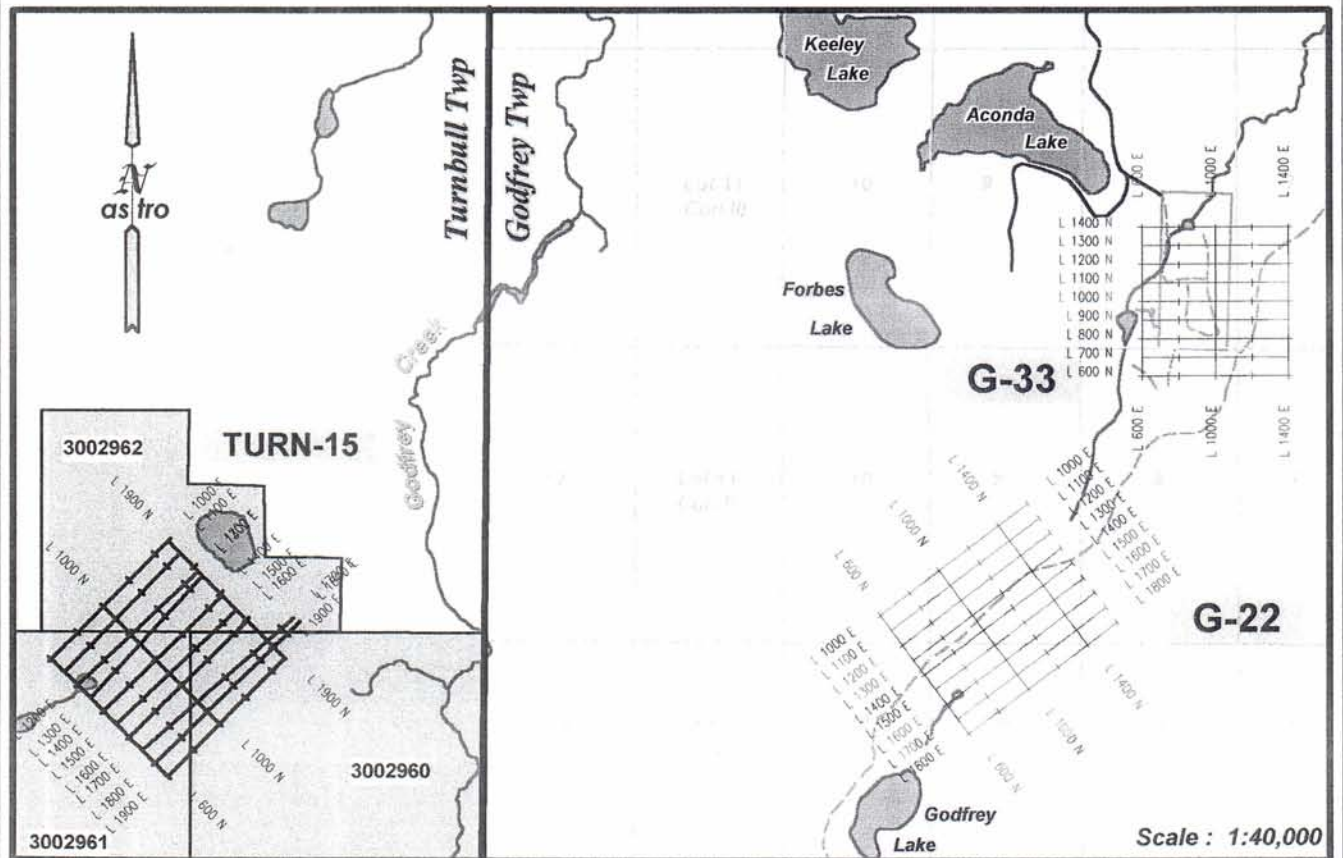 Keeley
Lake
Turnbull Twp
Godfrey Twp
Aconda
Lake
N
astro
L 600 E
L 1000 E
L 1400 E
L 1400 N
L 1300 N
L 1200 N
L 1100 N
L 1000 N
L 900 N
L 800 N
L 700 N
L 600 N
Forbes
Lake
G-33
L 600 E
L 1000 E
L 1400 E
Godfrey Creek
3002962
TURN-15
L 1900 N
L 1000 N
L 1000 E
L 1100 E
L 1500 E
L 1600 E
L 1900 E
L 1900 N
L 1000 N
L 600 N
L 1200 E
L 1300 E
L 1400 E
L 1500 E
L 1600 E
L 1700 E
L 1800 E
L 1900 E
3002960
3002961
L 1400 N
L 1000 N
L 600 N
L 1000 E
L 1100 E
L 1200 E
L 1300 E
L 1400 E
L 1500 E
L 1600 E
L 1700 E
L 1800 E
G-22
L 1000 E
L 1100 E
L 1200 E
L 1300 E
L 1400 E
L 1500 E
L 1600 E
L 1700 E
L 1800 E
L 1400 N
L 1000 N
L 600 N
Godfrey
Lake
Scale : 1:40,000